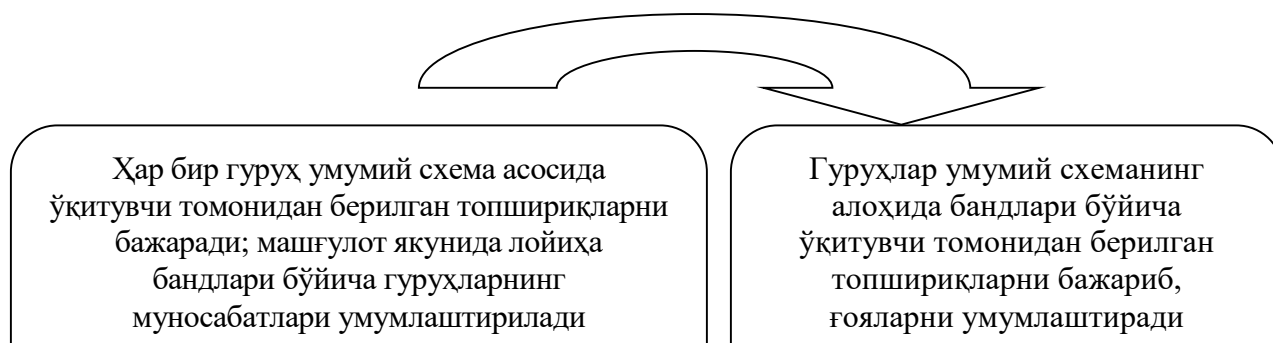 Ҳар бир гуруҳ умумий схема асосида
ўқитувчи томонидан берилган топшириқларни
бажаради; машғулот якунида лойиҳа
бандлари бўйича гуруҳларнинг
муносабатлари умумлаштирилади
Гуруҳлар умумий схеманинг
алоҳида бандлари бўйича
ўқитувчи томонидан берилган
топшириқларни бажариб,
ғояларни умумлаштиради